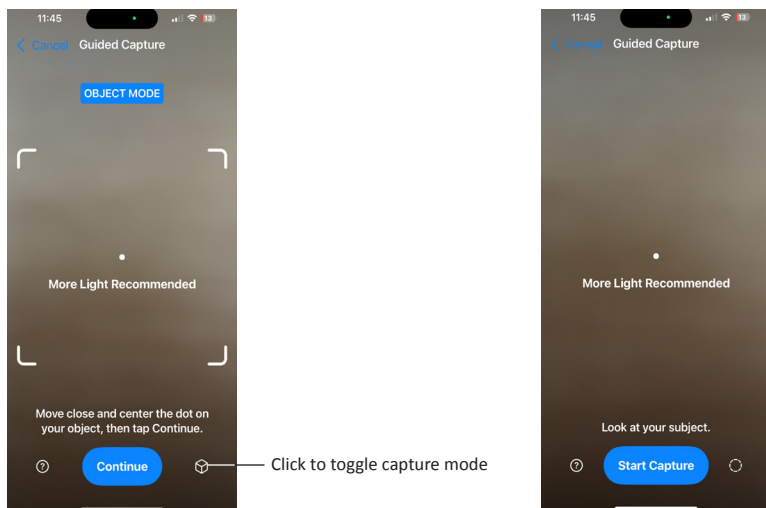 11:45
13
Cancel Guided Capture
OBJECT MODE
More Light Recommended
Move close and center the dot on
your object, then tap Continue.
? Continue
Click to toggle capture mode
11:45
13
Cancel Guided Capture
More Light Recommended
Look at your subject.
? Start Capture